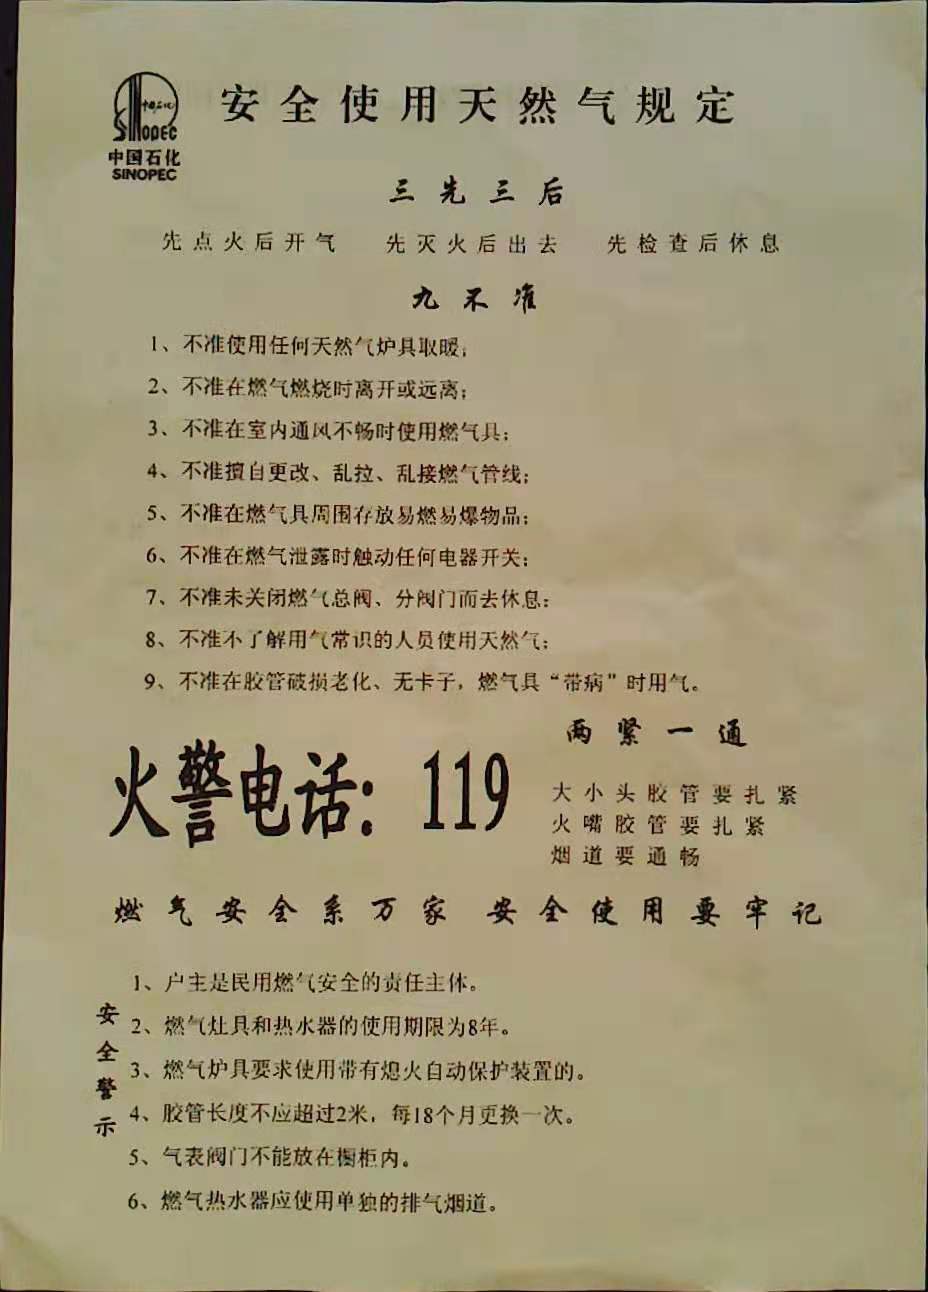 中国石化
SINOPEC
中国石化
SINOPEC
安全使用天然气规定
三先三后
先点火后开气 先灭火后出去 先检查后休息
九不准
1、不准使用任何天然气炉具取暖;
2、不准在燃气燃烧时离开或远离;
3、不准在室内通风不畅时使用燃气具;
4、不准擅自更改、乱拉、乱接燃气管线;
5、不准在燃气具周围存放易燃易爆物品;
6、不准在燃气泄露时触动任何电器开关;
7、不准未关闭燃气总阀、分阀门而去休息;
8、不准不了解用气常识的人员使用天然气;
9、不准在胶管破损老化、无卡子，燃气具“带病”时用气。
火警电话: 119
两紧一通
大小头胶管要扎紧
火嘴胶管要扎紧
烟道要通畅
燃气安全系万家 安全使用要牢记
安全警示
1、户主是民用燃气安全的责任主体。
2、燃气灶具和热水器的使用期限为8年。
3、燃气炉具要求使用带有熄火自动保护装置的。
4、胶管长度不应超过2米，每18个月更换一次。
5、气表阀门不能放在橱柜内。
6、燃气热水器应使用单独的排气烟道。